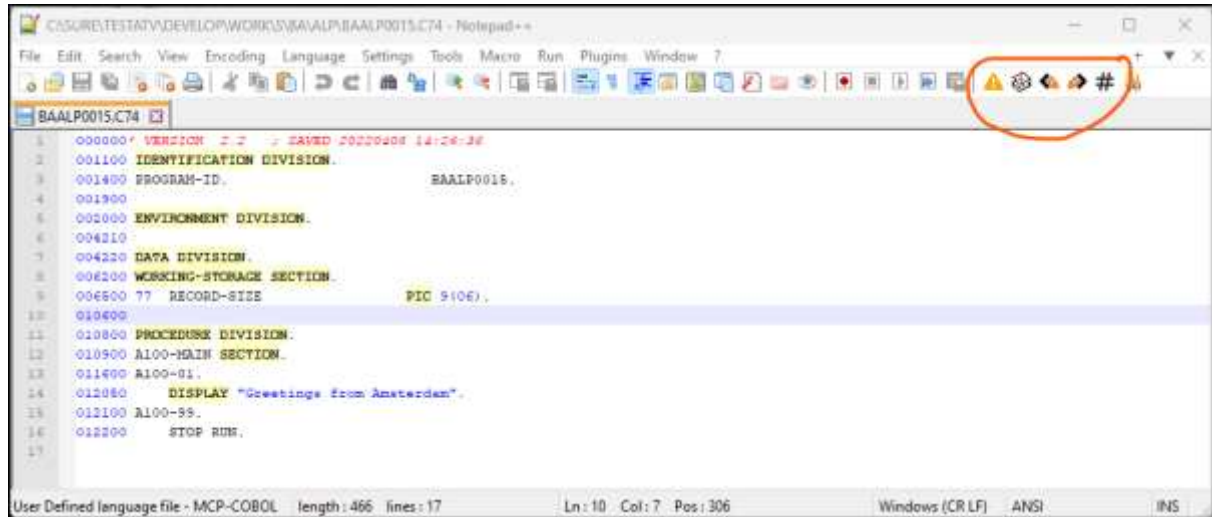 C:\SURE\TESTATV\DEVELOP\WORK\S\BA\ALP\BAALP0015.C74 - Notepad++
File Edit Search View Encoding Language Settings Tools Macro Run Plugins Window ?
BAALP0015.C74
1 000000* VERSION 2.2 ; SAVED 14:26:36
2 001100 IDENTIFICATION DIVISION.
3 001400 PROGRAM-ID. BAALP0015.
4 001900
5 002000 ENVIRONMENT DIVISION.
6 004210
7 004220 DATA DIVISION.
8 006200 WORKING-STORAGE SECTION.
9 006500 77 RECORD-SIZE PIC 9(06).
10 010600
11 010800 PROCEDURE DIVISION.
12 010900 A100-MAIN SECTION.
13 011600 A100-01.
14 012050 DISPLAY "Greetings from Amsterdam".
15 012100 A100-99.
16 012200 STOP RUN.
17
User Defined language file - MCP-COBOL length : 466 lines : 17 Ln : 10 Col : 7 Pos : 306 Windows (CR LF) ANSI INS